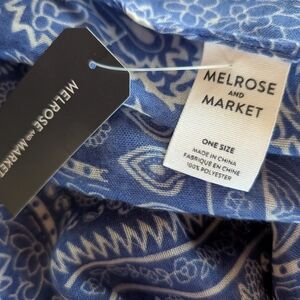 MELROSE AND MARKET
MELROSE
AND
MARKET
ONE SIZE
MADE IN CHINA
FABRIQUÉ EN CHINE
100% POLYESTER